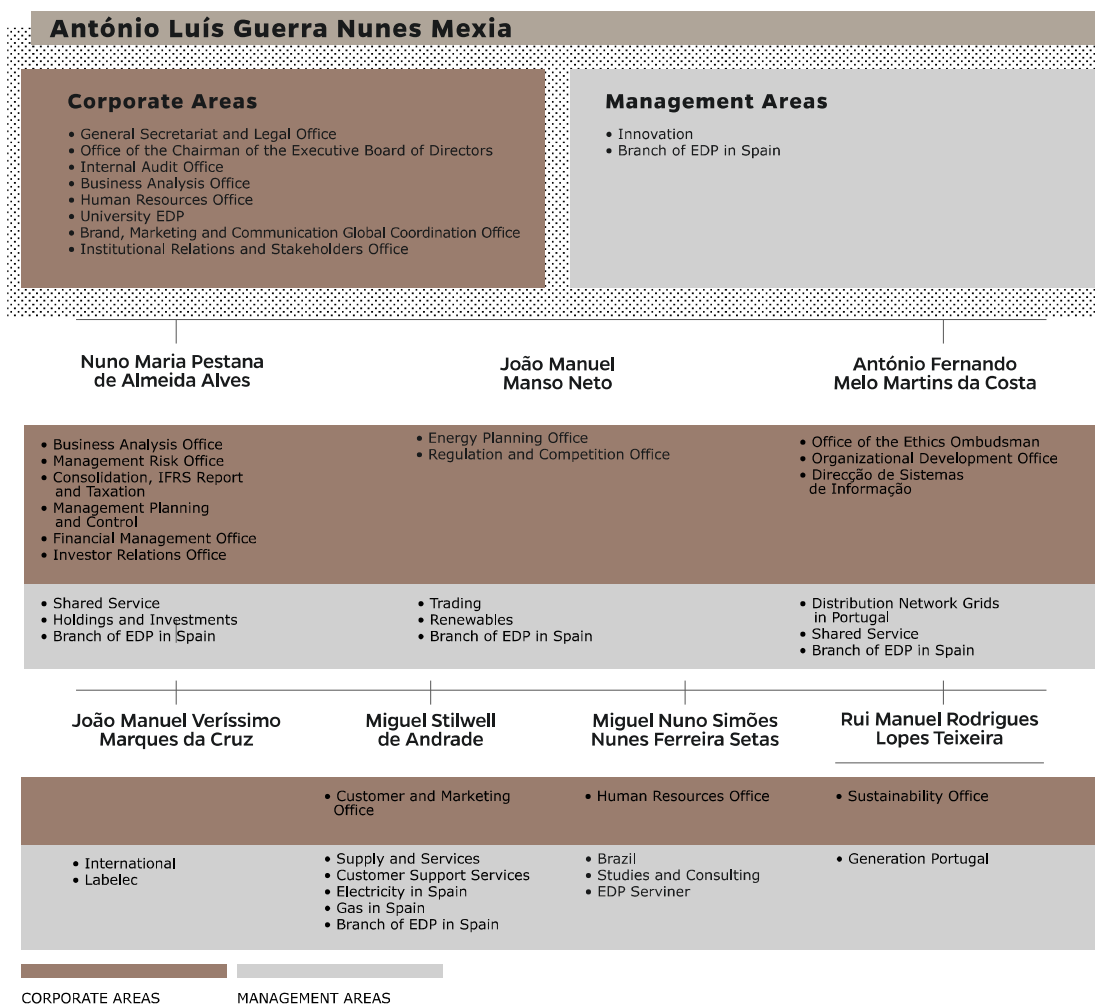 António Luís Guerra Nunes Mexia
Corporate Areas
• General Secretariat and Legal Office
• Office of the Chairman of the Executive Board of Directors
• Internal Audit Office
• Business Analysis Office
• Human Resources Office
• University EDP
• Brand, Marketing and Communication Global Coordination Office
• Institutional Relations and Stakeholders Office
Management Areas
• Innovation
• Branch of EDP in Spain
Nuno Maria Pestana
de Almeida Alves
João Manuel
Manso Neto
António Fernando
Melo Martins da Costa
• Business Analysis Office
• Management Risk Office
• Consolidation, IFRS Report
and Taxation
• Management Planning
and Control
• Financial Management Office
• Investor Relations Office
• Energy Planning Office
• Regulation and Competition Office
• Office of the Ethics Ombudsman
• Organizational Development Office
• Direcção de Sistemas
de Informação
• Shared Service
• Holdings and Investments
• Branch of EDP in Spain
• Trading
• Renewables
• Branch of EDP in Spain
• Distribution Network Grids
in Portugal
• Shared Service
• Branch of EDP in Spain
João Manuel Veríssimo
Marques da Cruz
Miguel Stilwell
de Andrade
Miguel Nuno Simões
Nunes Ferreira Setas
Rui Manuel Rodrigues
Lopes Teixeira
• Customer and Marketing
Office
• Human Resources Office
• Sustainability Office
• International
• Labelec
• Supply and Services
• Customer Support Services
• Electricity in Spain
• Gas in Spain
• Branch of EDP in Spain
• Brazil
• Studies and Consulting
• EDP Serviner
• Generation Portugal
CORPORATE AREAS
MANAGEMENT AREAS